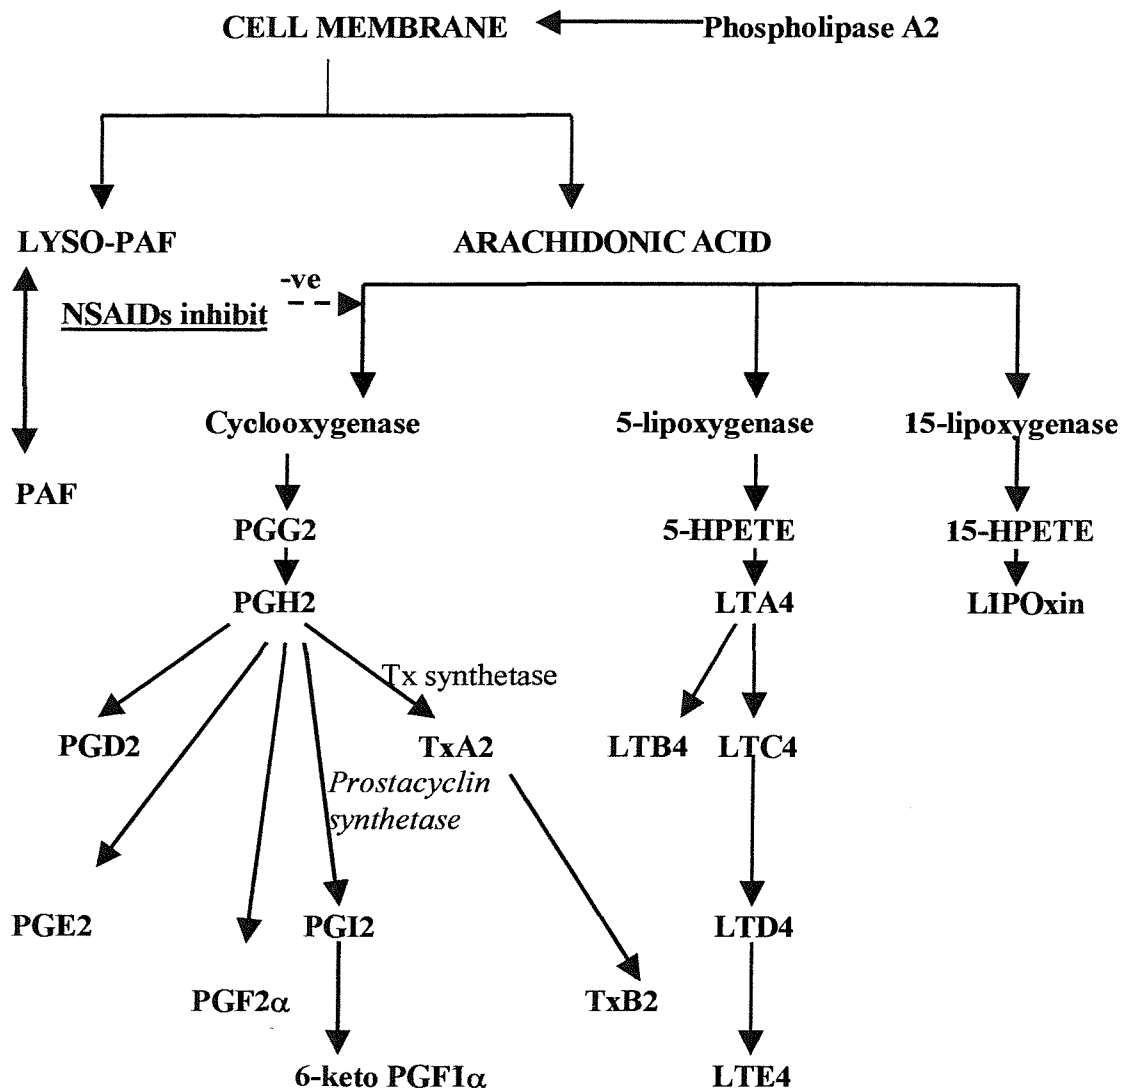 CELL MEMBRANE
Phospholipase A2
LYSO-PAF
ARACHIDONIC ACID
-ve
NSAIDs inhibit
Cyclooxygenase
5-lipoxygenase
15-lipoxygenase
PAF
PGG2
5-HPETE
15-HPETE
PGH2
LTA4
LIPOxin
Tx synthetase
PGD2
TxA2
LTB4
LTC4
Prostacyclin
synthetase
PGE2
PGI2
LTD4
PGF2α
TxB2
6-keto PGF1α
LTE4